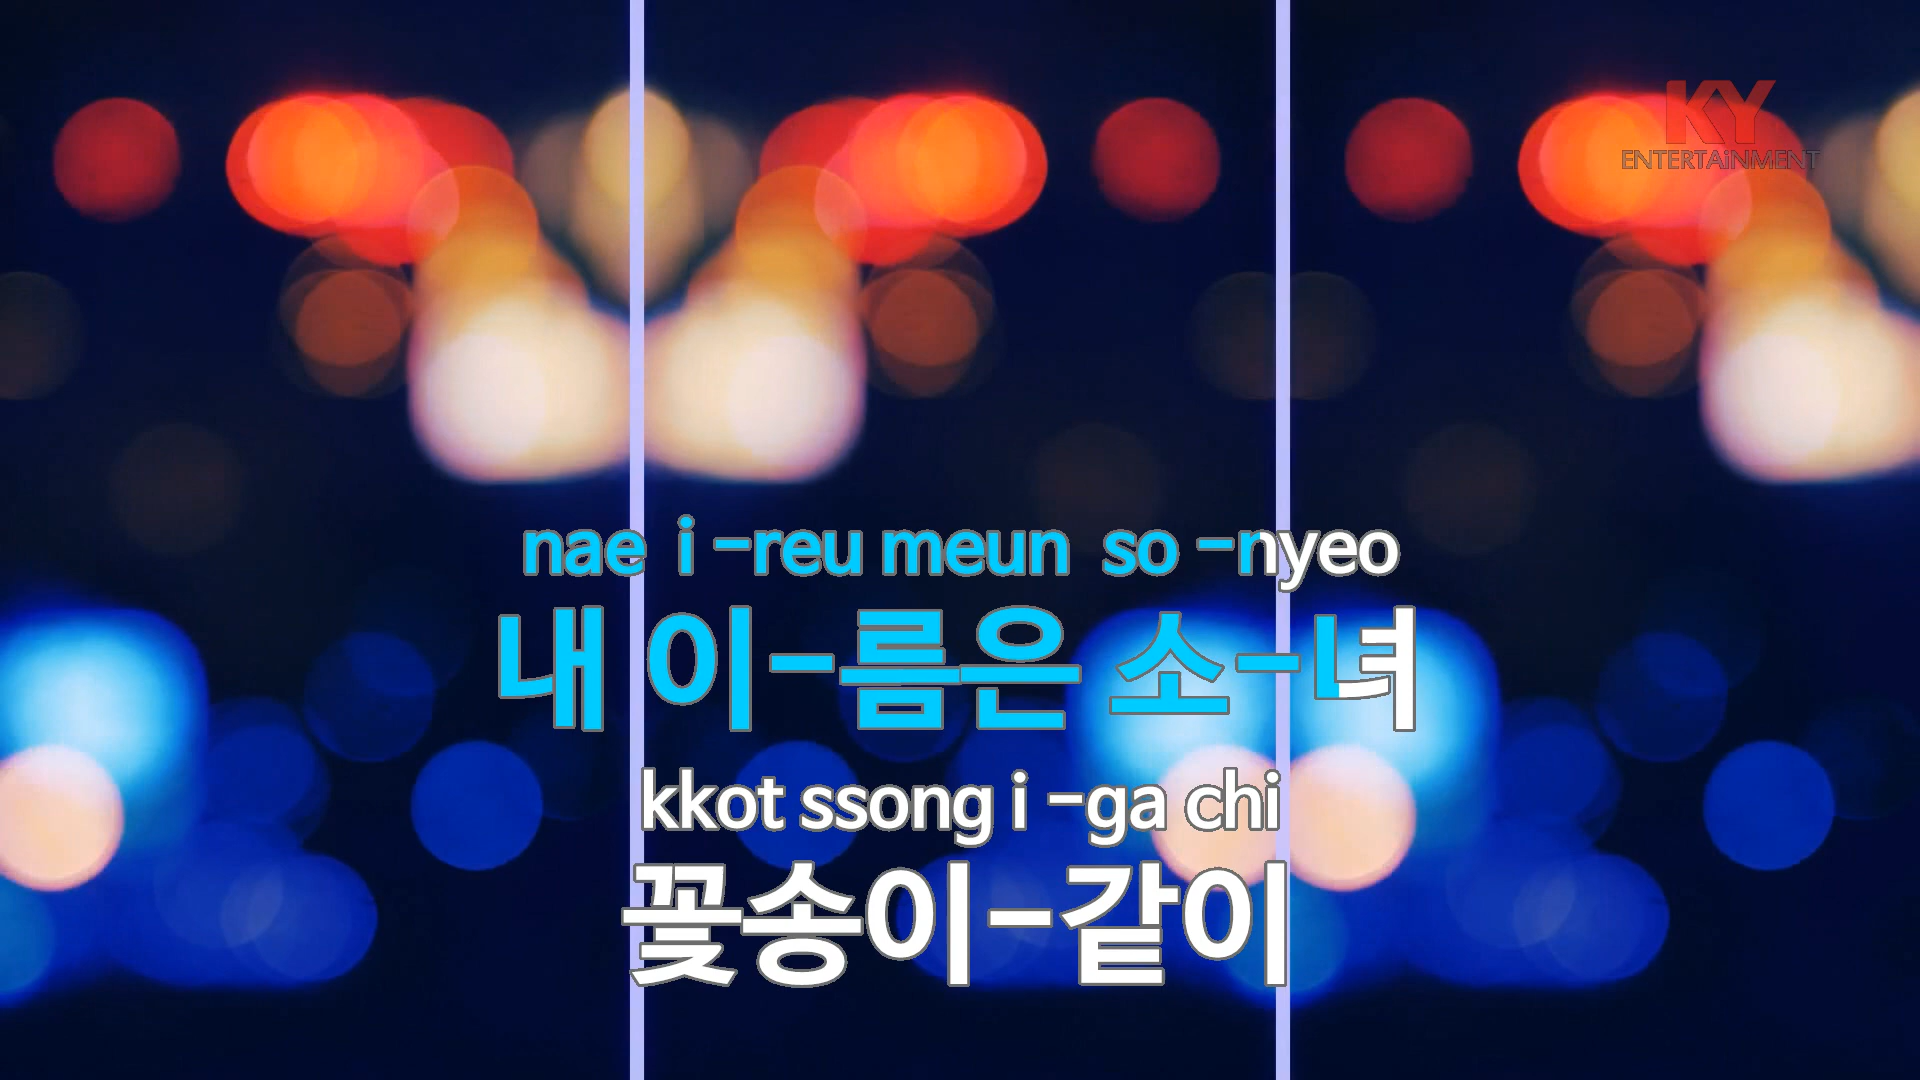 KY
ENTERTAiNMENT
nae i -reu meun so -nyeo
내 이-름은 소-녀
kkot ssong i -ga chi
꽃송이-같이